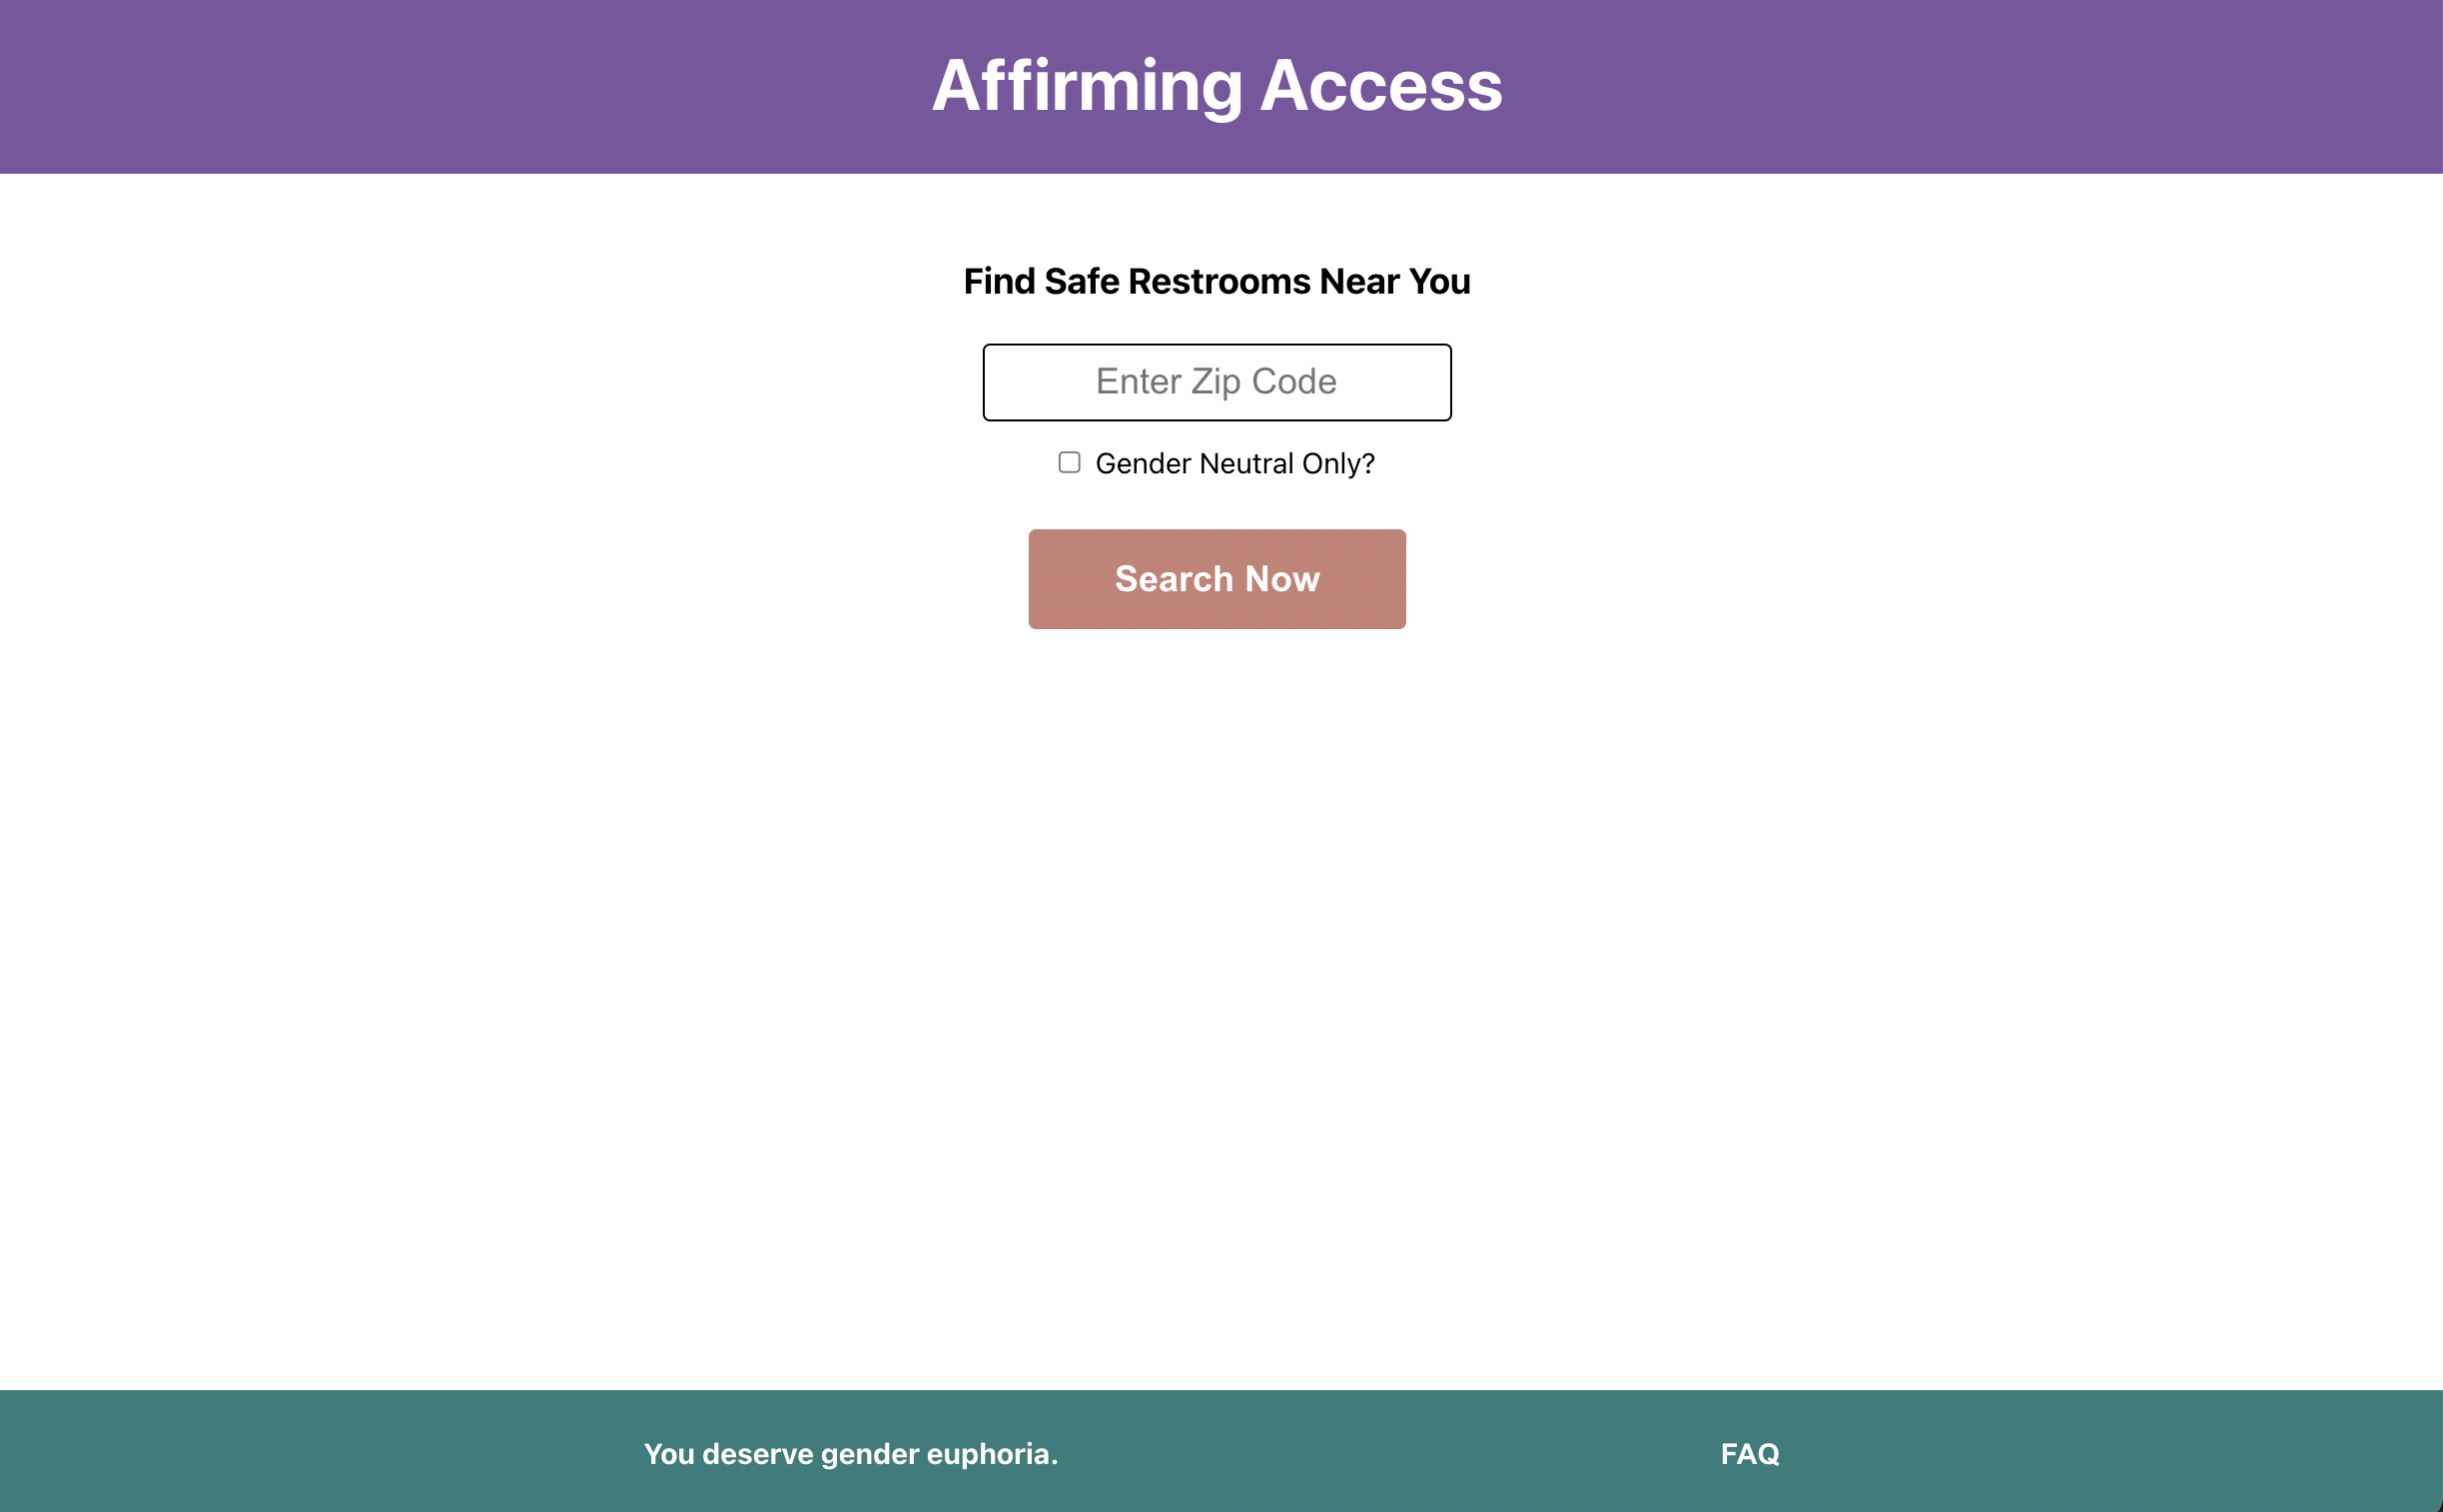 Affirming Access
Find Safe Restrooms Near You
Enter Zip Code
Gender Neutral Only?
Search Now
You deserve gender euphoria.
FAQ